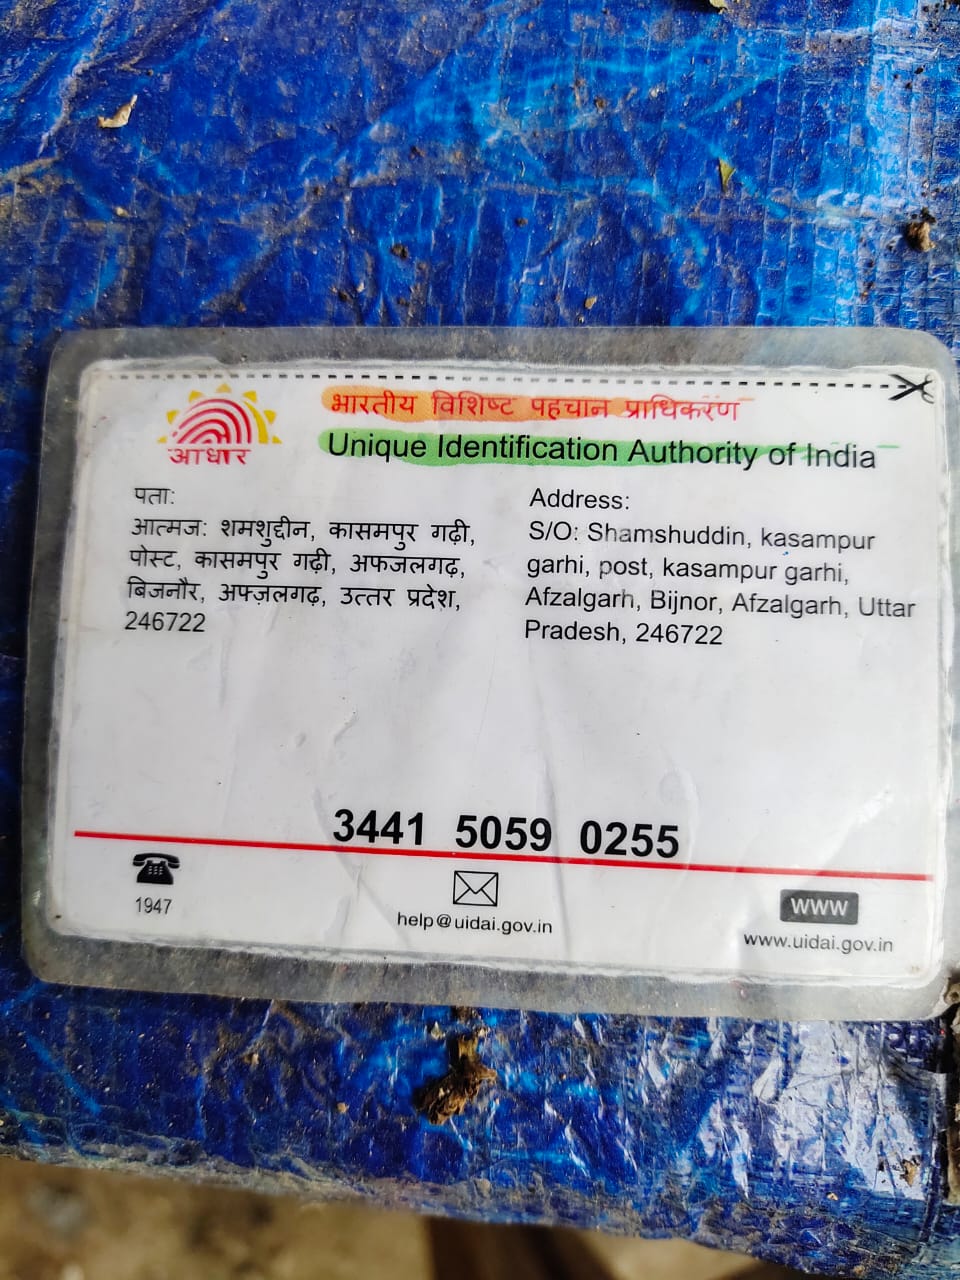 भारतीय विशिष्ट पहचान प्राधिकरण
Unique Identification Authority of India
आधार
पता:
आत्मज: शमशुद्दीन, कासमपुर गढ़ी,
पोस्ट, कासमपुर गढ़ी, अफजलगढ़,
बिजनौर, अफ्ज़लगढ़, उत्तर प्रदेश,
246722
Address:
S/O: Shamshuddin, kasampur
garhi, post, kasampur garhi,
Afzalgarh, Bijnor, Afzalgarh, Uttar
Pradesh, 246722
3441 5059 0255
1947
help@uidai.gov.in
www
www.uidai.gov.in